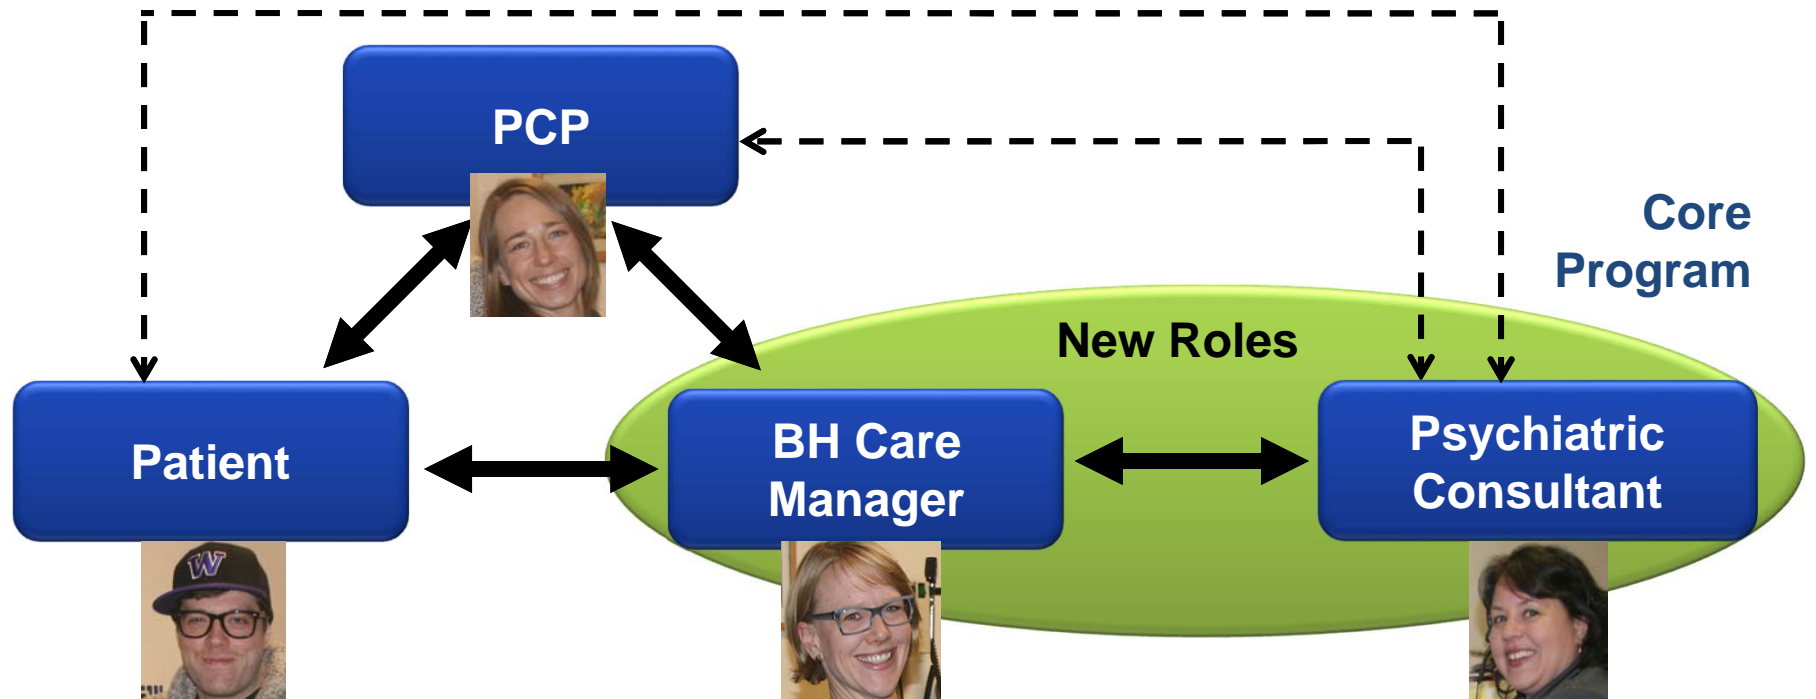 PCP
Core
Program
New Roles
Patient
BH Care
Manager
Psychiatric
Consultant
W